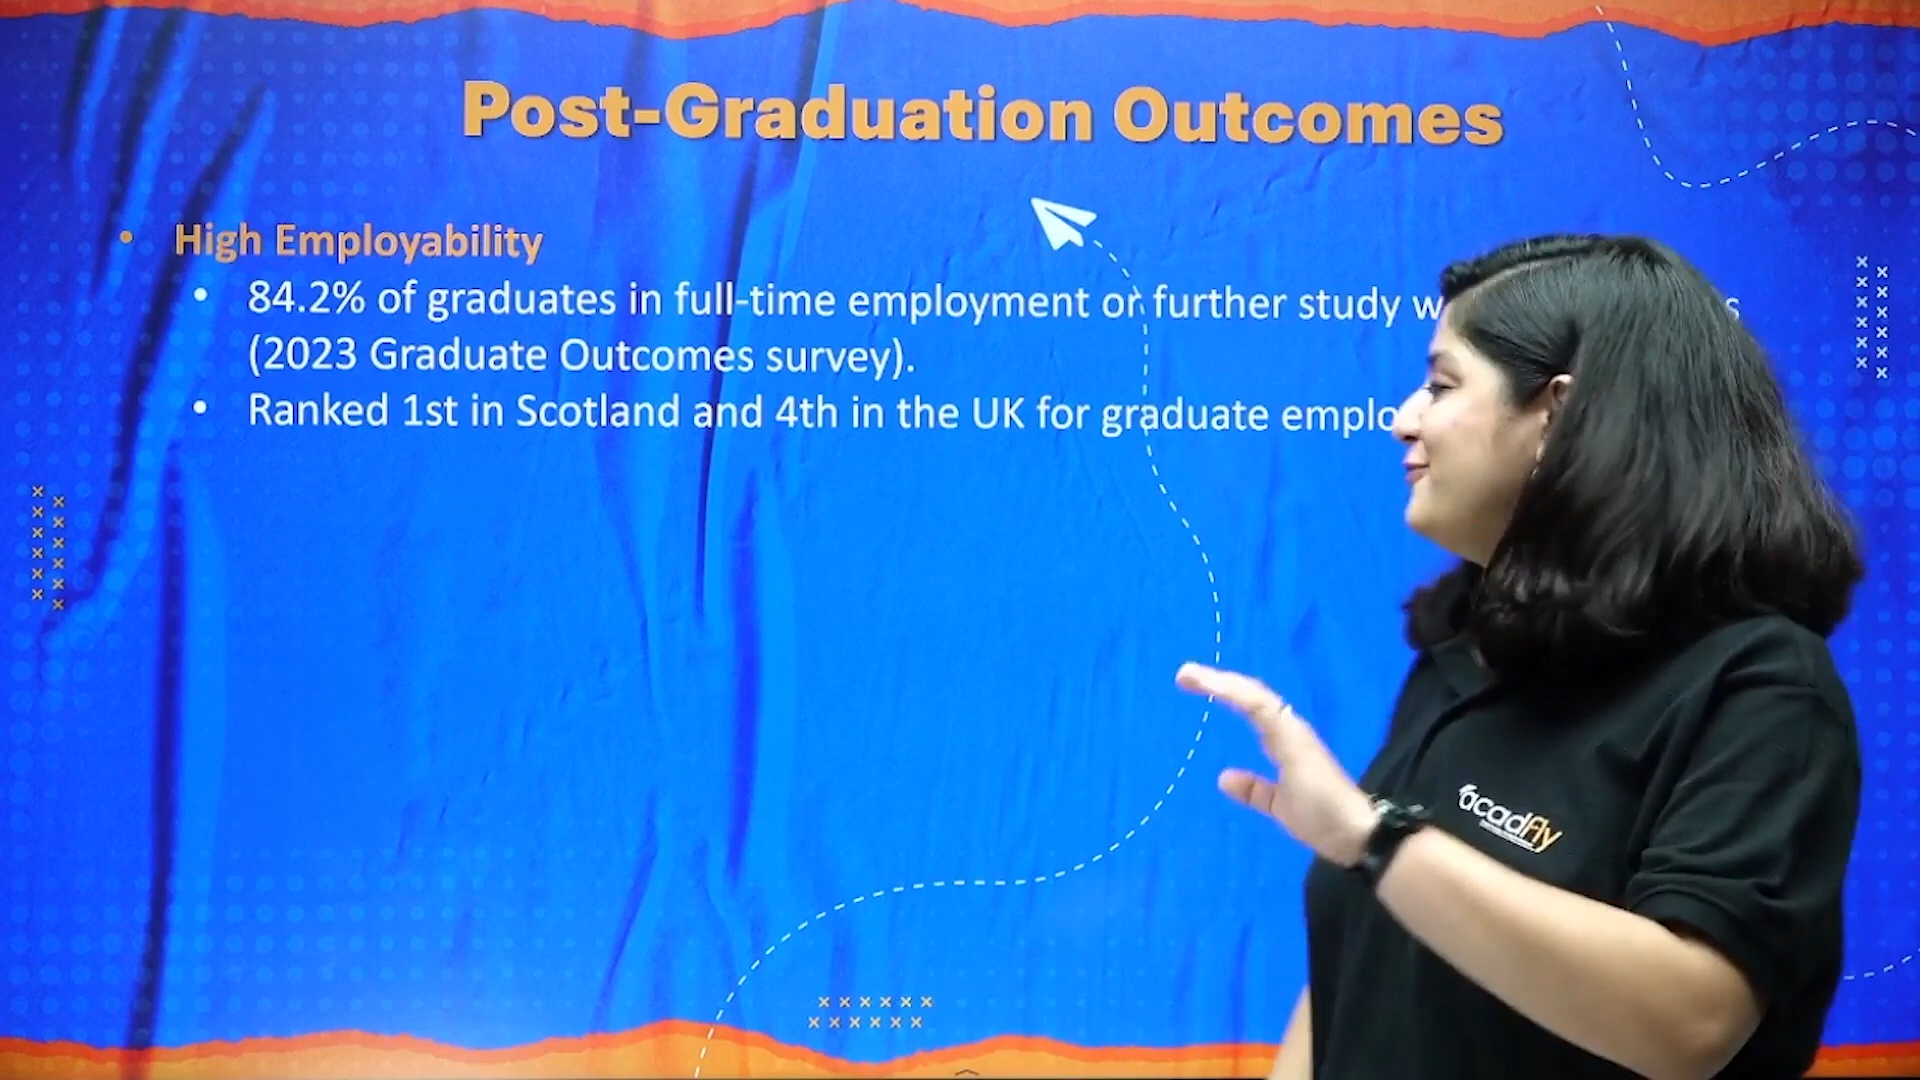 Post-Graduation Outcomes
• High Employability
• 84.2% of graduates in full-time employment or further study
(2023 Graduate Outcomes survey).
• Ranked 1st in Scotland and 4th in the UK for graduate
acadfly